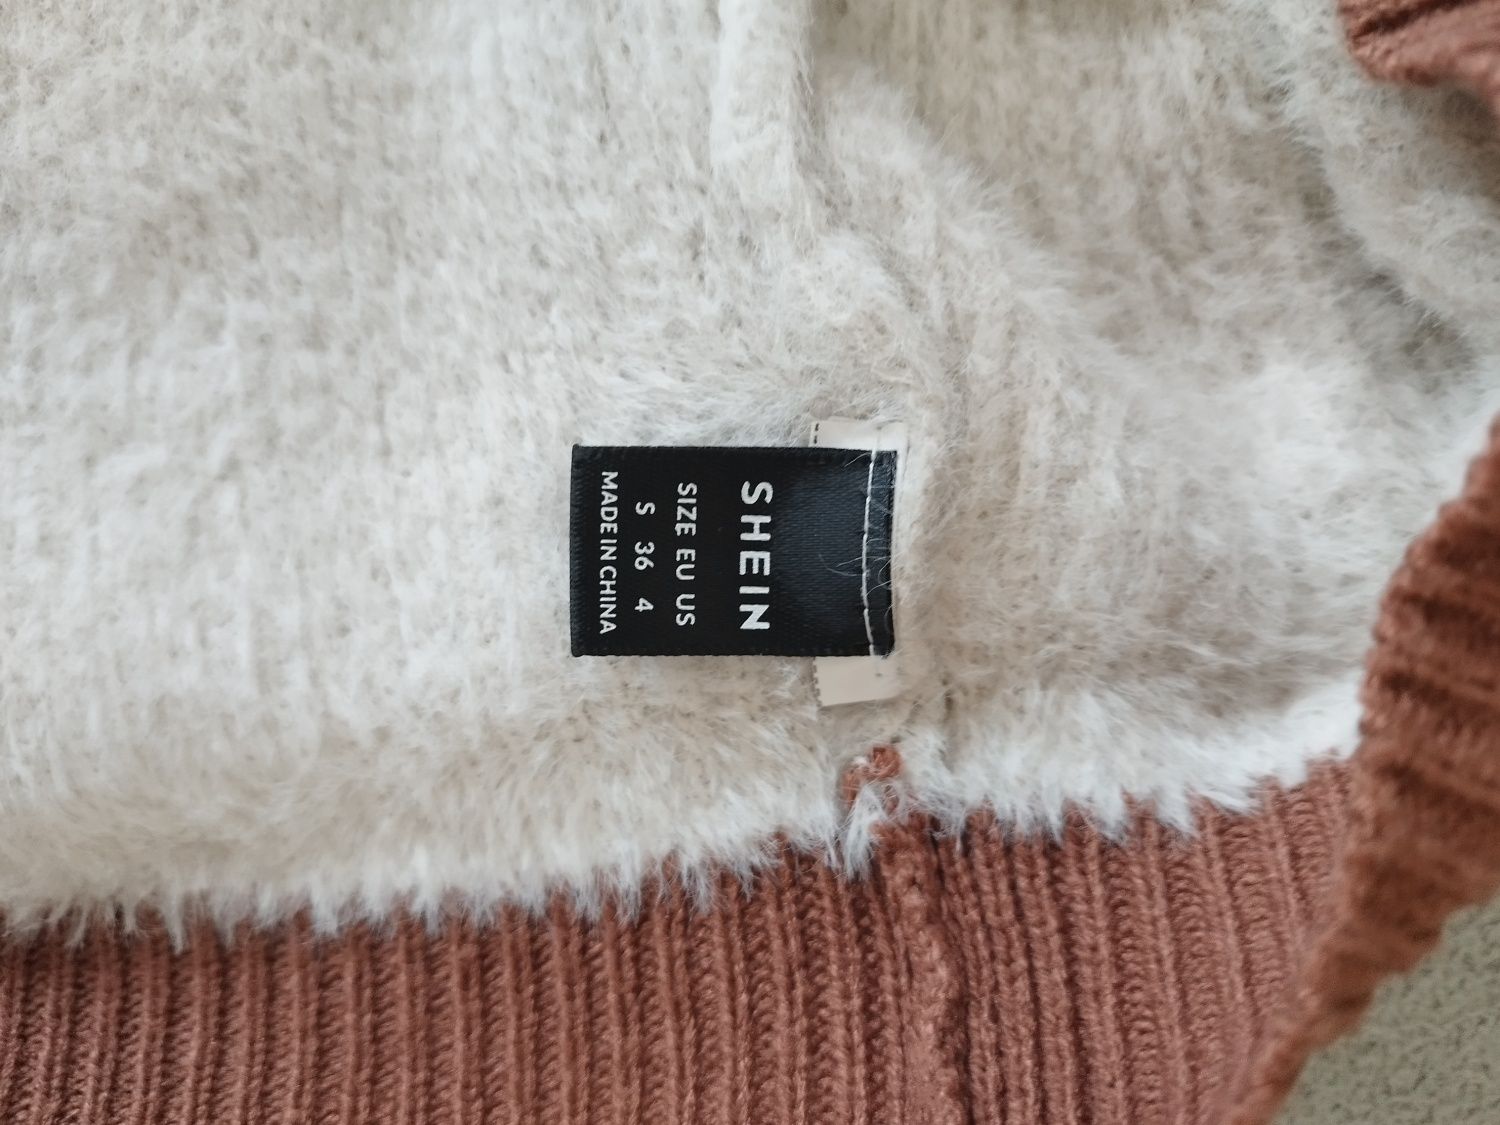 SHEIN
SIZE EU US
S 36 4
MADE IN CHINA